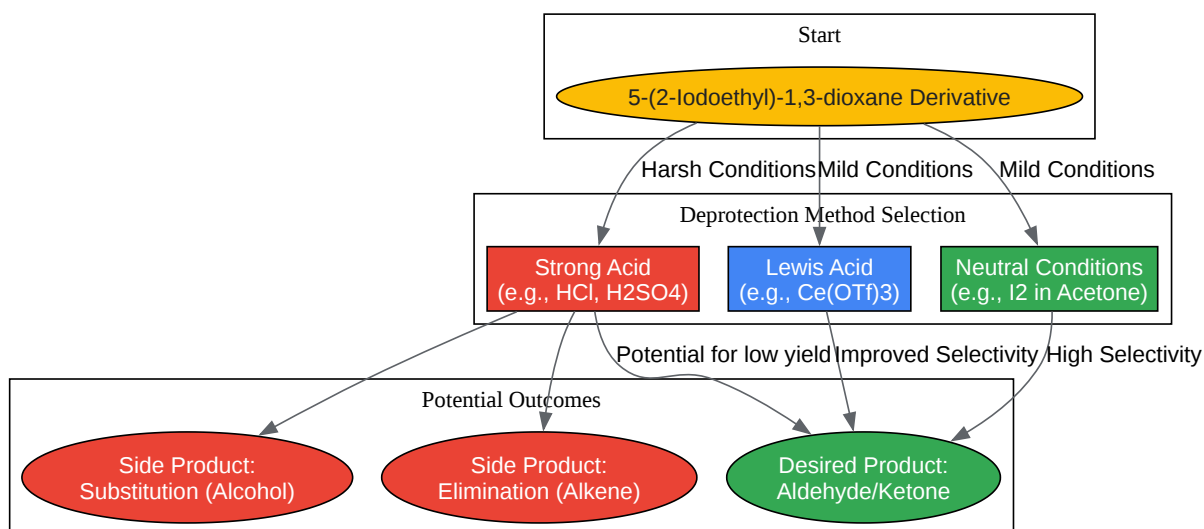 Start
5-(2-Iodoethyl)-1,3-dioxane Derivative
Harsh Conditions
Mild Conditions
Mild Conditions
Deprotection Method Selection
Strong Acid
(e.g., HCl, H2SO4)
Lewis Acid
(e.g., Ce(OTf)3)
Neutral Conditions
(e.g., I2 in Acetone)
Potential for low yield
Improved Selectivity
High Selectivity
Potential Outcomes
Side Product:
Substitution (Alcohol)
Side Product:
Elimination (Alkene)
Desired Product:
Aldehyde/Ketone